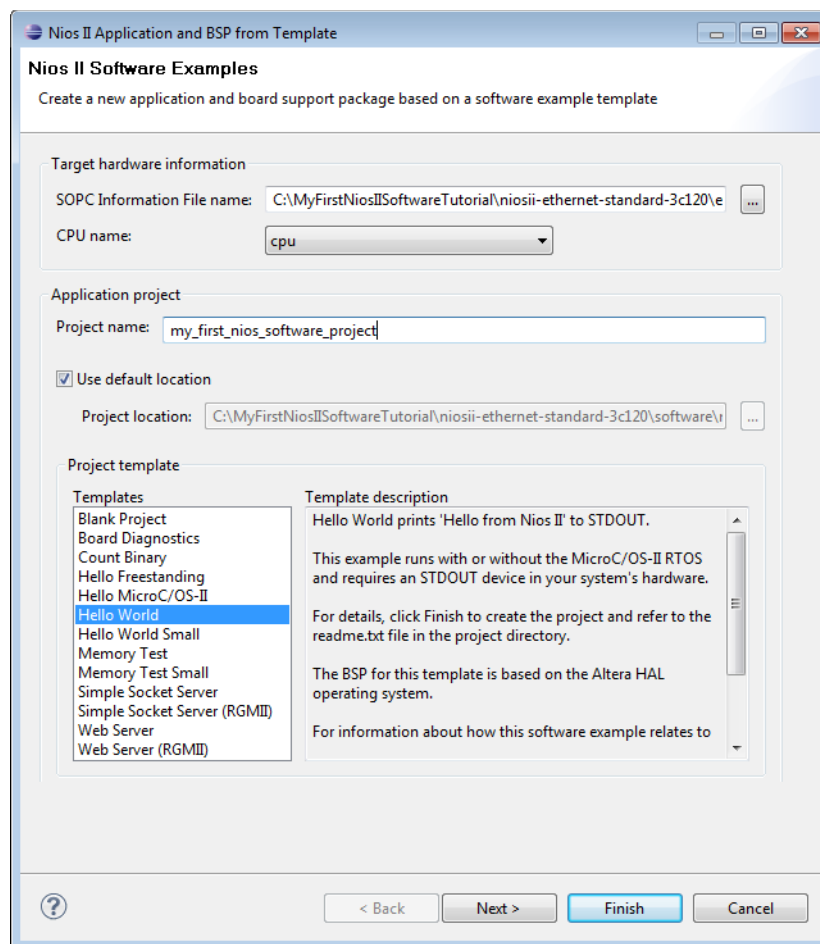 Nios II Application and BSP from Template
Nios II Software Examples
Create a new application and board support package based on a software example template
Target hardware information
SOPC Information File name: C:\MyFirstNiosIISoftwareTutorial\niosii-ethernet-standard-3c120\e ...
CPU name: cpu
Application project
Project name: my_first_nios_software_project
Use default location
Project location: C:\MyFirstNiosIISoftwareTutorial\niosii-ethernet-standard-3c120\software\r ...
Project template
Templates
Blank Project
Board Diagnostics
Count Binary
Hello Freestanding
Hello MicroC/OS-II
Hello World
Hello World Small
Memory Test
Memory Test Small
Simple Socket Server
Simple Socket Server (RGMII)
Web Server
Web Server (RGMII)
Template description
Hello World prints 'Hello from Nios II' to STDOUT.
This example runs with or without the MicroC/OS-II RTOS
and requires an STDOUT device in your system's hardware.
For details, click Finish to create the project and refer to the
readme.txt file in the project directory.
The BSP for this template is based on the Altera HAL
operating system.
For information about how this software example relates to
? < Back Next > Finish Cancel